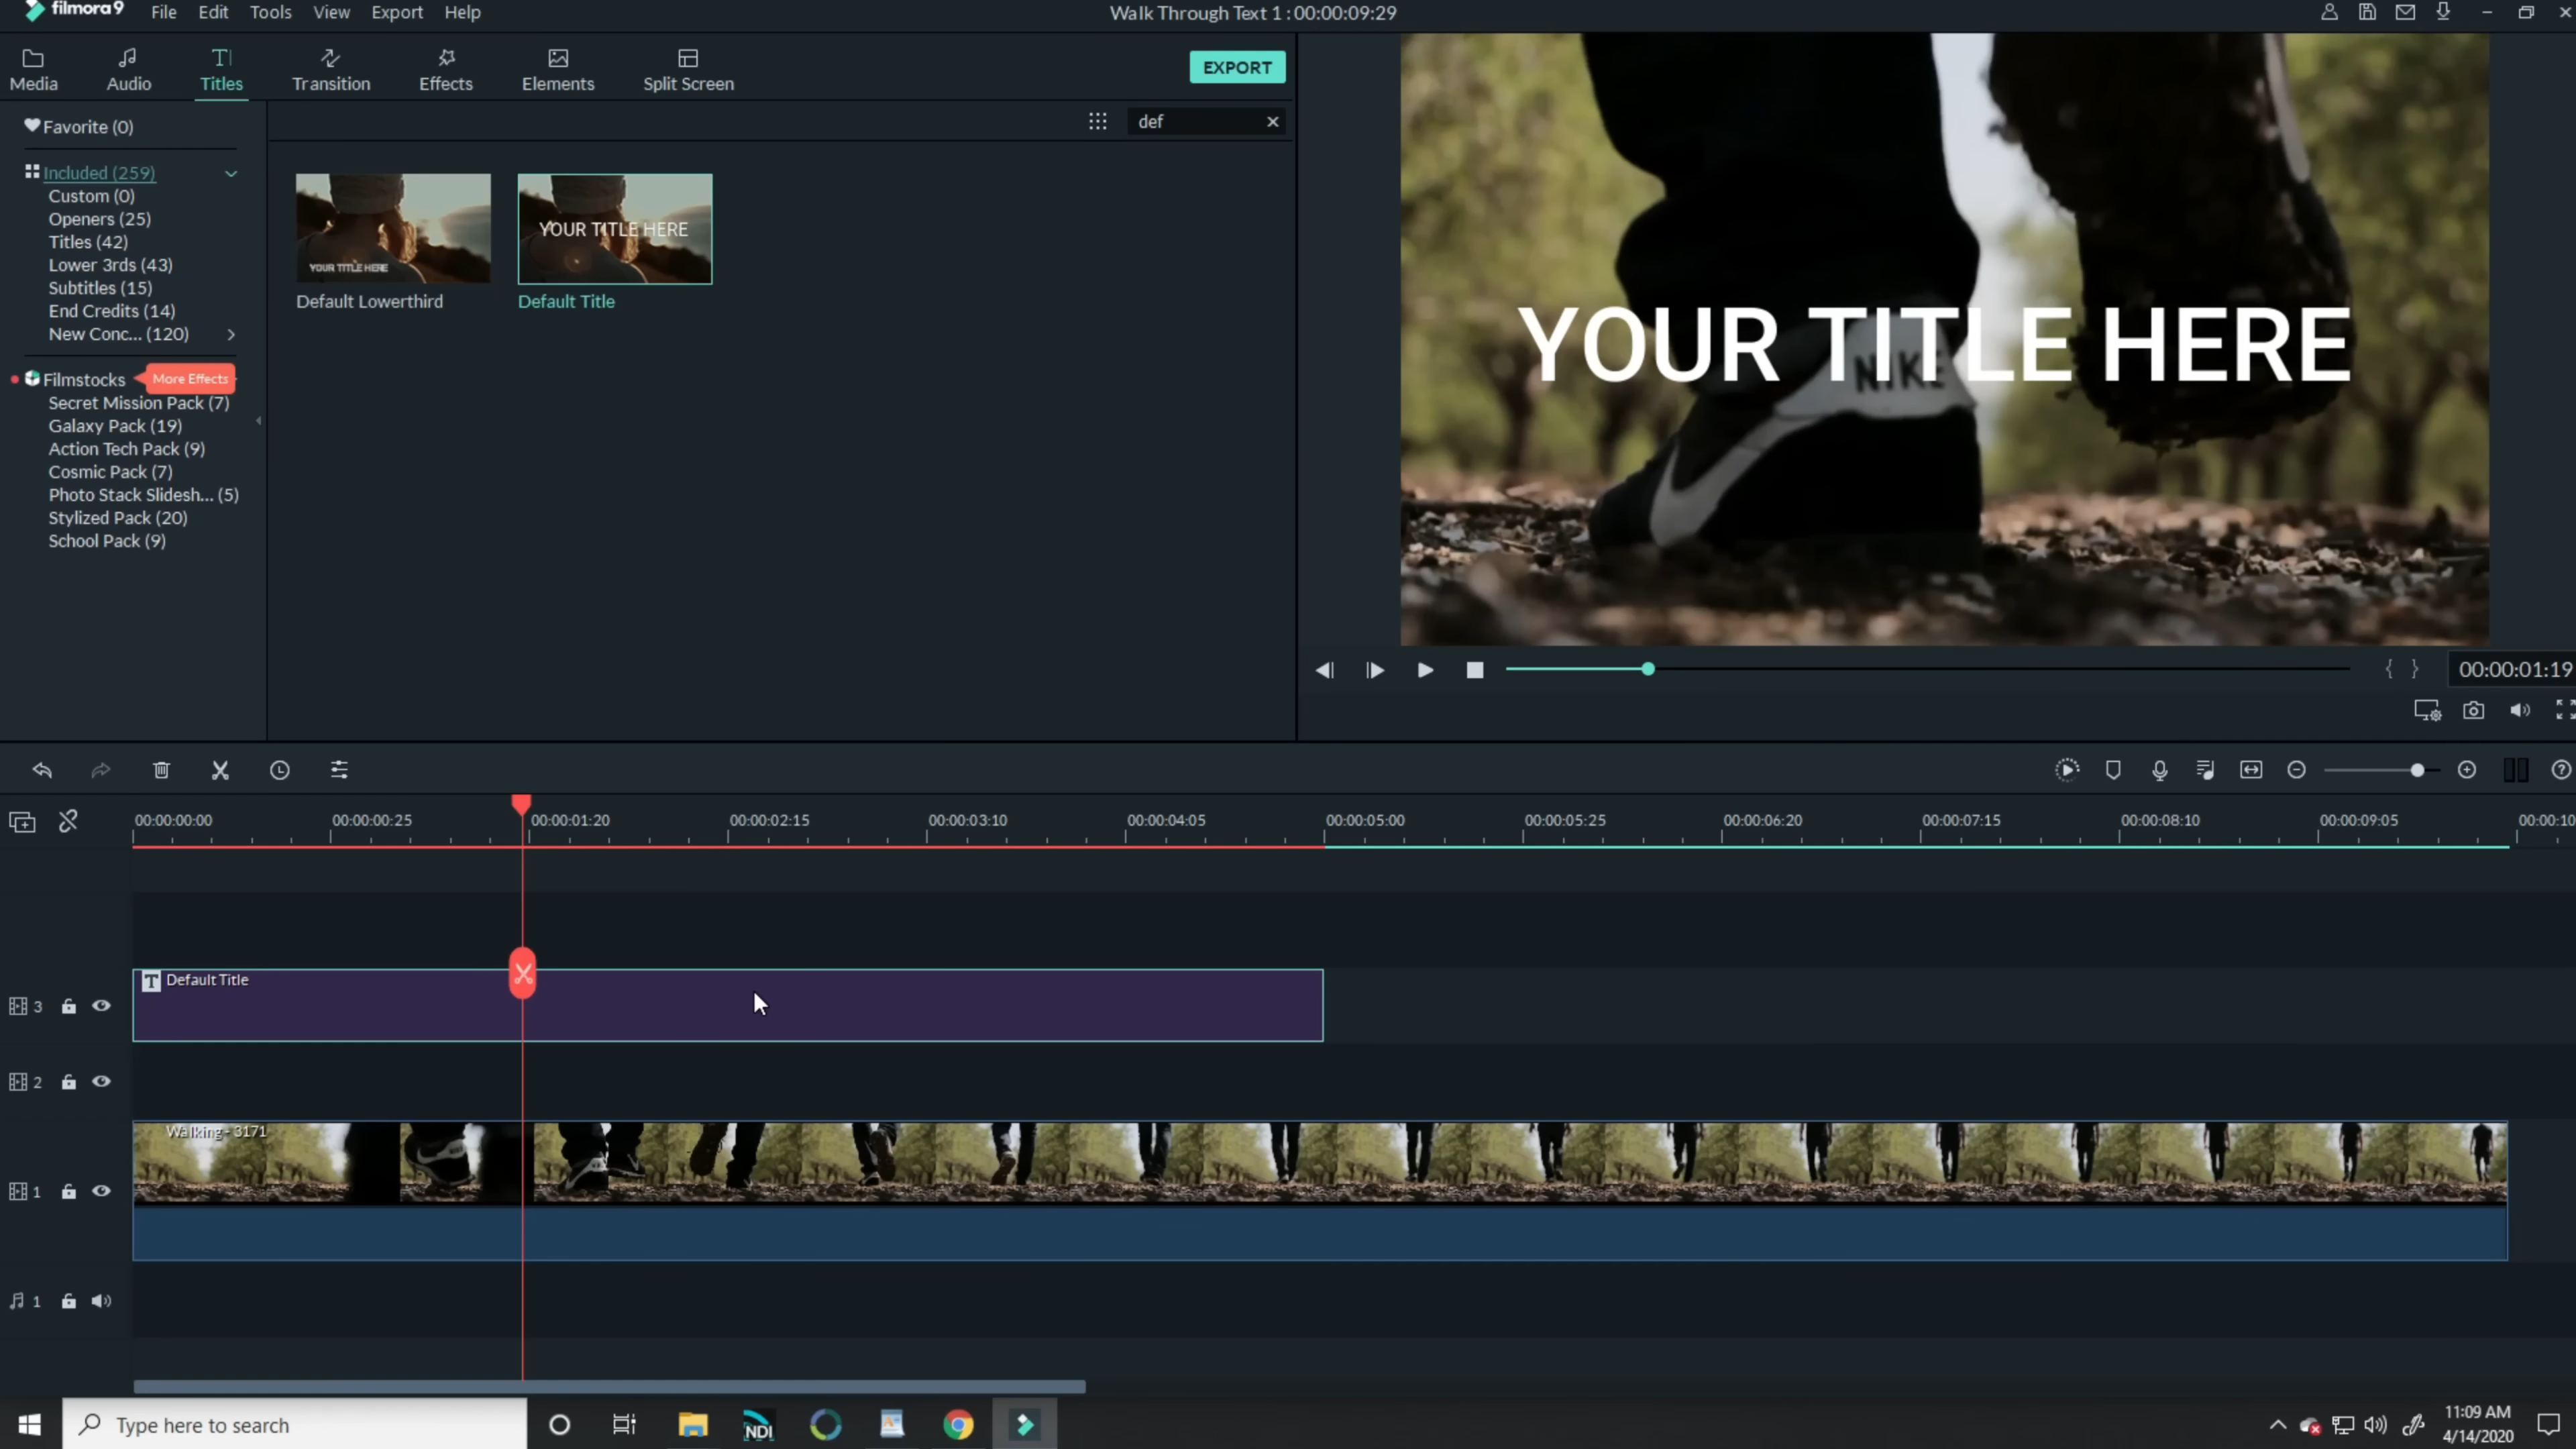 filmora9 File Edit Tools View Export Help
Walk Through Text 1 : 00:00:09:29
Media Audio Titles Transition Effects Elements Split Screen
EXPORT
Favorite (0)
def
Included (259)
Custom (0)
Openers (25)
Titles (42)
Lower 3rds (43)
Subtitles (15)
End Credits (14)
New Conc... (120)
Filmstocks
More Effects
Secret Mission Pack (7)
Galaxy Pack (19)
Action Tech Pack (9)
Cosmic Pack (7)
Photo Stack Slidesh... (5)
Stylized Pack (20)
School Pack (9)
YOUR TITLE HERE
Default Lowerthird
YOUR TITLE HERE
Default Title
YOUR TITLE HERE
NIKE
00:00:01:19
00:00:00:00 00:00:00:25 00:00:01:20 00:00:02:15 00:00:03:10 00:00:04:05 00:00:05:00 00:00:05:25 00:00:06:20 00:00:07:15 00:00:08:10 00:00:09:05 00:00:10
T Default Title
3
2
Walking - 3171
1
1
Type here to search
NDI
11:09 AM
4/14/2020